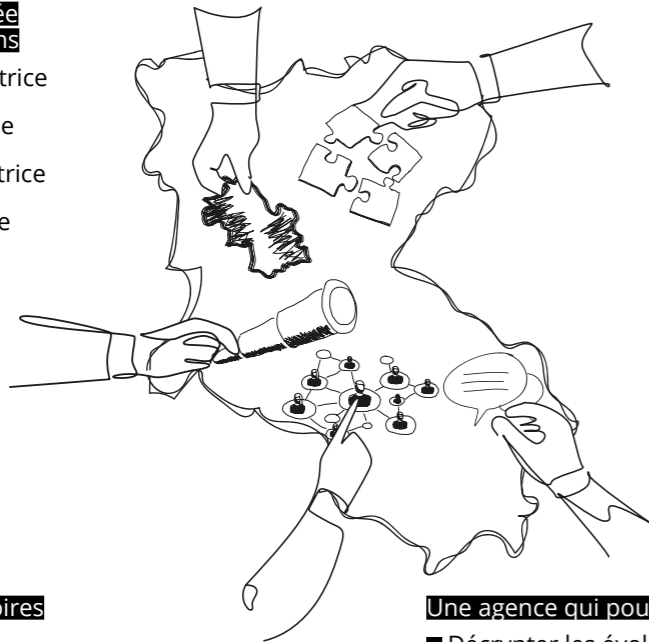 ée
ns
trice
e
trice
e
oires
Une agence qui pou
Décrypter les évol